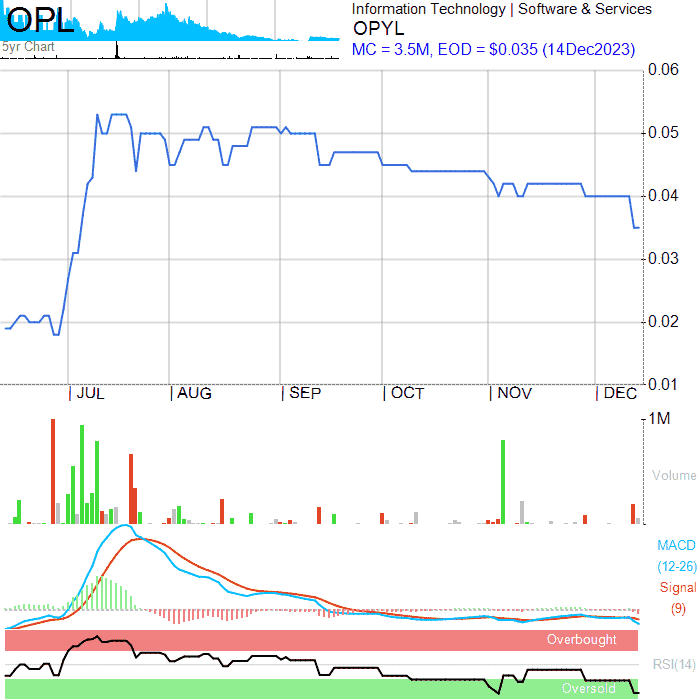 OPL
5yr Chart
Information Technology | Software & Services
OPYL
MC = 3.5M, EOD = $0.035 (14Dec2023)
0.06
0.05
0.04
0.03
0.02
0.01
JUL AUG SEP OCT NOV DEC
1M
Volume
MACD
(12-26)
Signal
(9)
Overbought
RSI(14)
Oversold